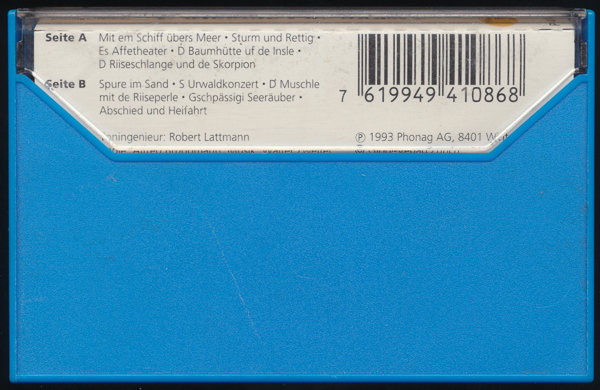 Seite A Mit em Schiff übers Meer • Sturm und Rettig •
Es Affetheater • D Baumhütte uf de Insle •
D Riiseschlange und de Skorpion
Seite B Spure im Sand • S Urwaldkonzert • D Muschle
mit de Riiseperle • Gschpässigi Seeräuber •
Abschied und Heifahrt
7 619949 410868
Robert Lattmann
℗ 1993 Phonag AG, 8401